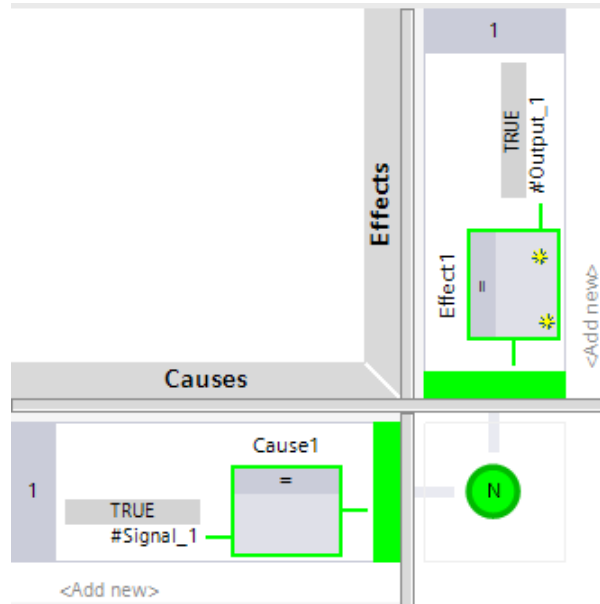 1
TRUE
#Output_1
Effects
Effect1
=
<Add new>
Causes
1
Cause1
=
TRUE
#Signal_1
N
<Add new>